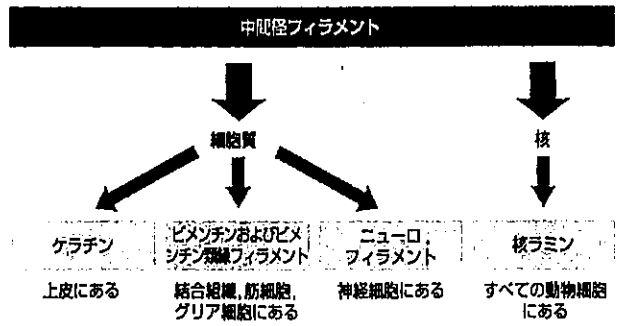 中間径フィラメント
細胞質
核
ケラチン
ビメンチンおよびビメ
ンチン類縁フィラメント
ニューロ
フィラメント
核ラミン
上皮にある
結合組織,筋細胞,
グリア細胞にある
神経細胞にある
すべての動物細胞
にある